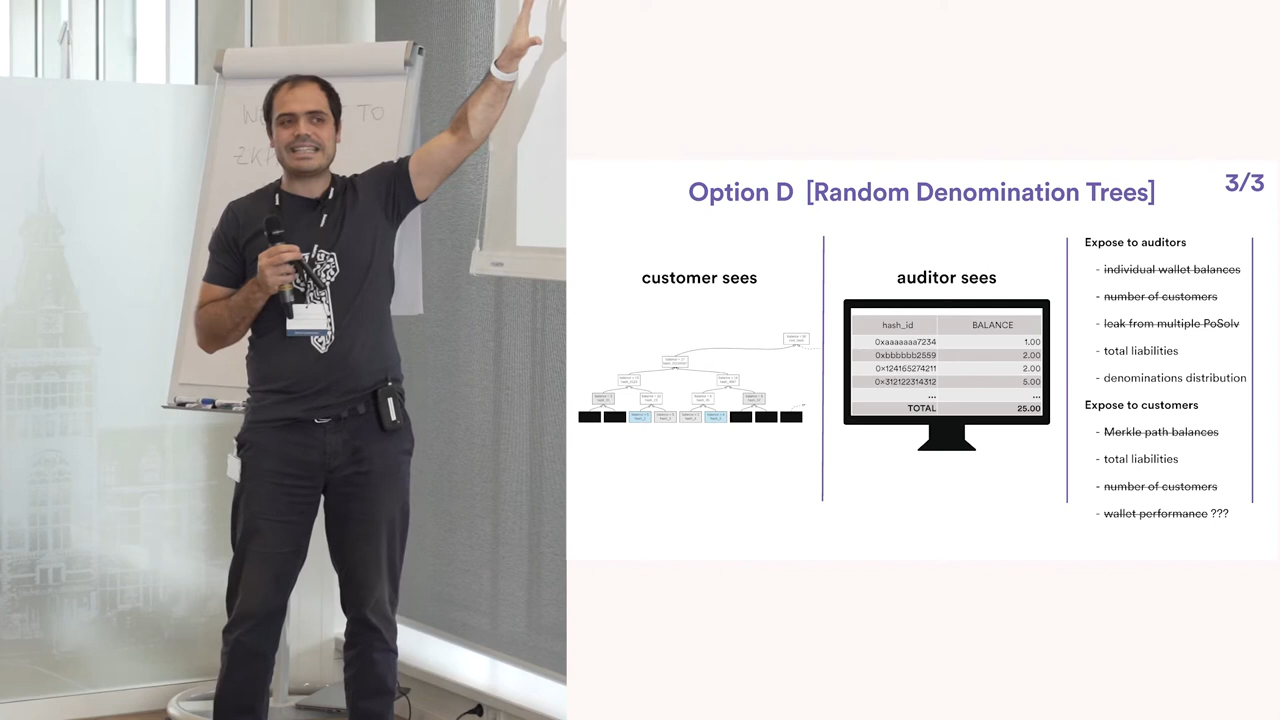 WE TO
ZK
Option D [Random Denomination Trees]
3/3
customer sees
auditor sees
hash_id BALANCE
0xaaaaaaa7234 1.00
0xbbbbbb2559 2.00
0x124165274211 2.00
0x312122314312 5.00
... ...
TOTAL 25.00
Expose to auditors
- individual wallet balances
- number of customers
- leak from multiple PoSolv
- total liabilities
- denominations distribution
Expose to customers
- Merkle path balances
- total liabilities
- number of customers
- wallet performance ???